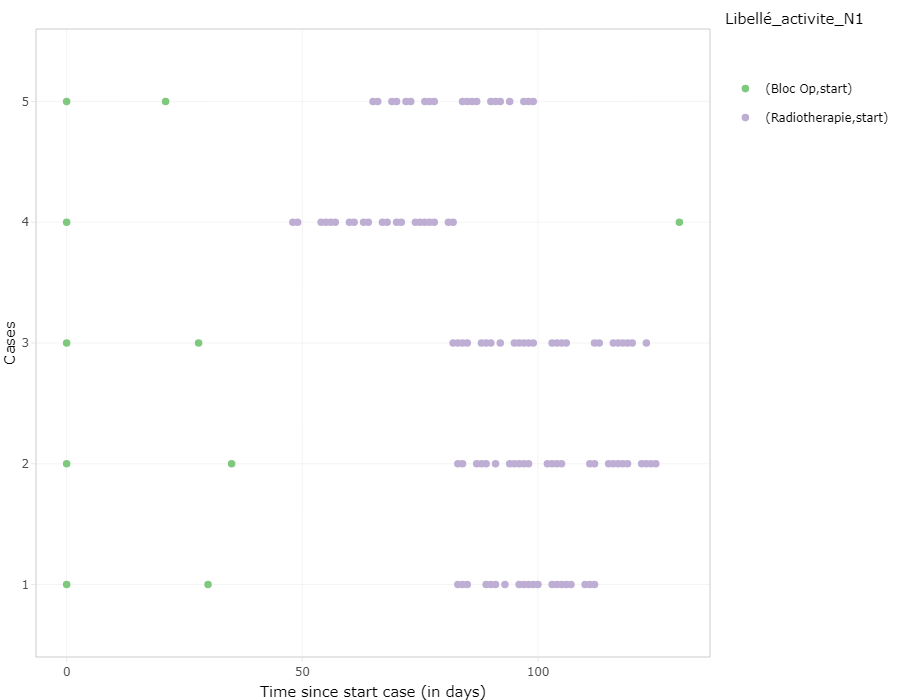 Libellé_activite_N1
(Bloc Op,start)
(Radiotherapie,start)
5
4
3
2
1
Cases
0
50
100
Time since start case (in days)